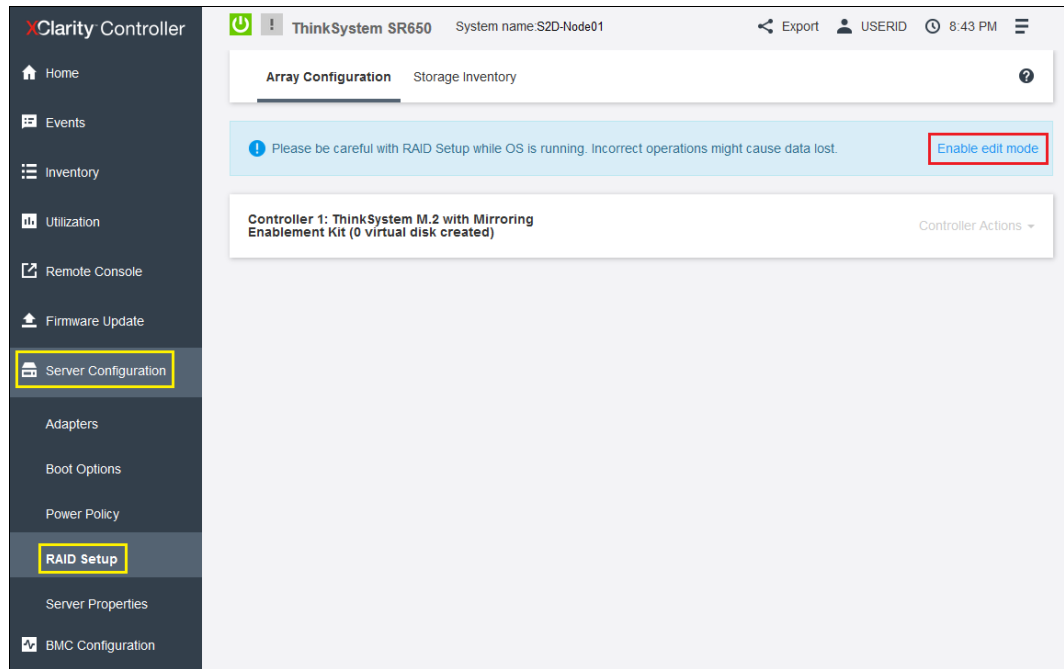 XClarity Controller
ThinkSystem SR650 System name:S2D-Node01 Export USERID 8:43 PM
Home
Events
Inventory
Utilization
Remote Console
Firmware Update
Server Configuration
Adapters
Boot Options
Power Policy
RAID Setup
Server Properties
BMC Configuration
Array Configuration Storage Inventory
Please be careful with RAID Setup while OS is running. Incorrect operations might cause data lost. Enable edit mode
Controller 1: ThinkSystem M.2 with Mirroring
Enablement Kit (0 virtual disk created)
Controller Actions